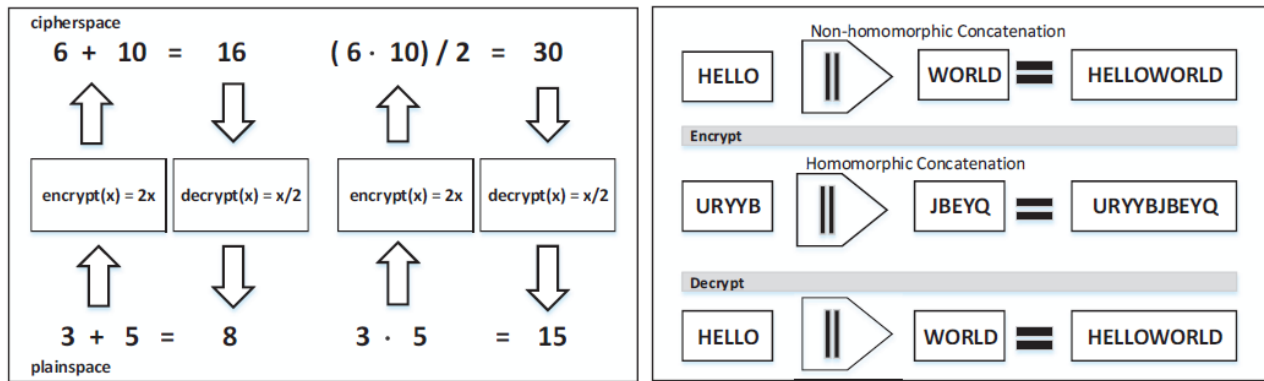 cipherspace
6 + 10 = 16 ( 6 · 10 ) / 2 = 30
encrypt(x) = 2x decrypt(x) = x/2 encrypt(x) = 2x decrypt(x) = x/2
3 + 5 = 8 3 · 5 = 15
plainspace
Non-homomorphic Concatenation
HELLO || WORLD = HELLOWORLD
Encrypt
Homomorphic Concatenation
URYYB || JBEYQ = URYYBJBEYQ
Decrypt
HELLO || WORLD = HELLOWORLD